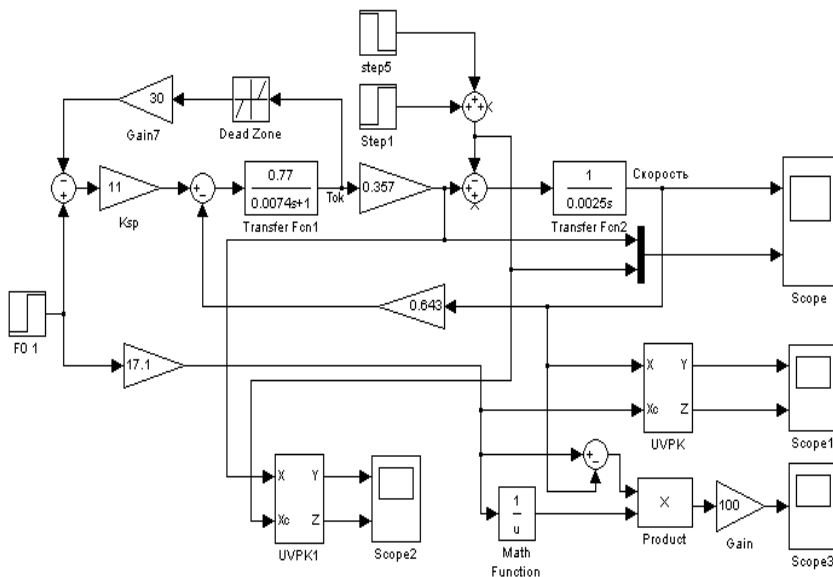 step5
30
Gain7
Dead Zone
Step1
11
Ksp
0.77
0.0074s+1
Transfer Fcn1
Tok
0.357
1
0.0025s
Transfer Fcn2
Скорость
Scope
0.643
F0 1
17.1
X
Y
Xc
Z
UVPK
Scope1
X
Y
Xc
Z
UVPK1
Scope2
1
u
Math
Function
X
Product
100
Gain
Scope3